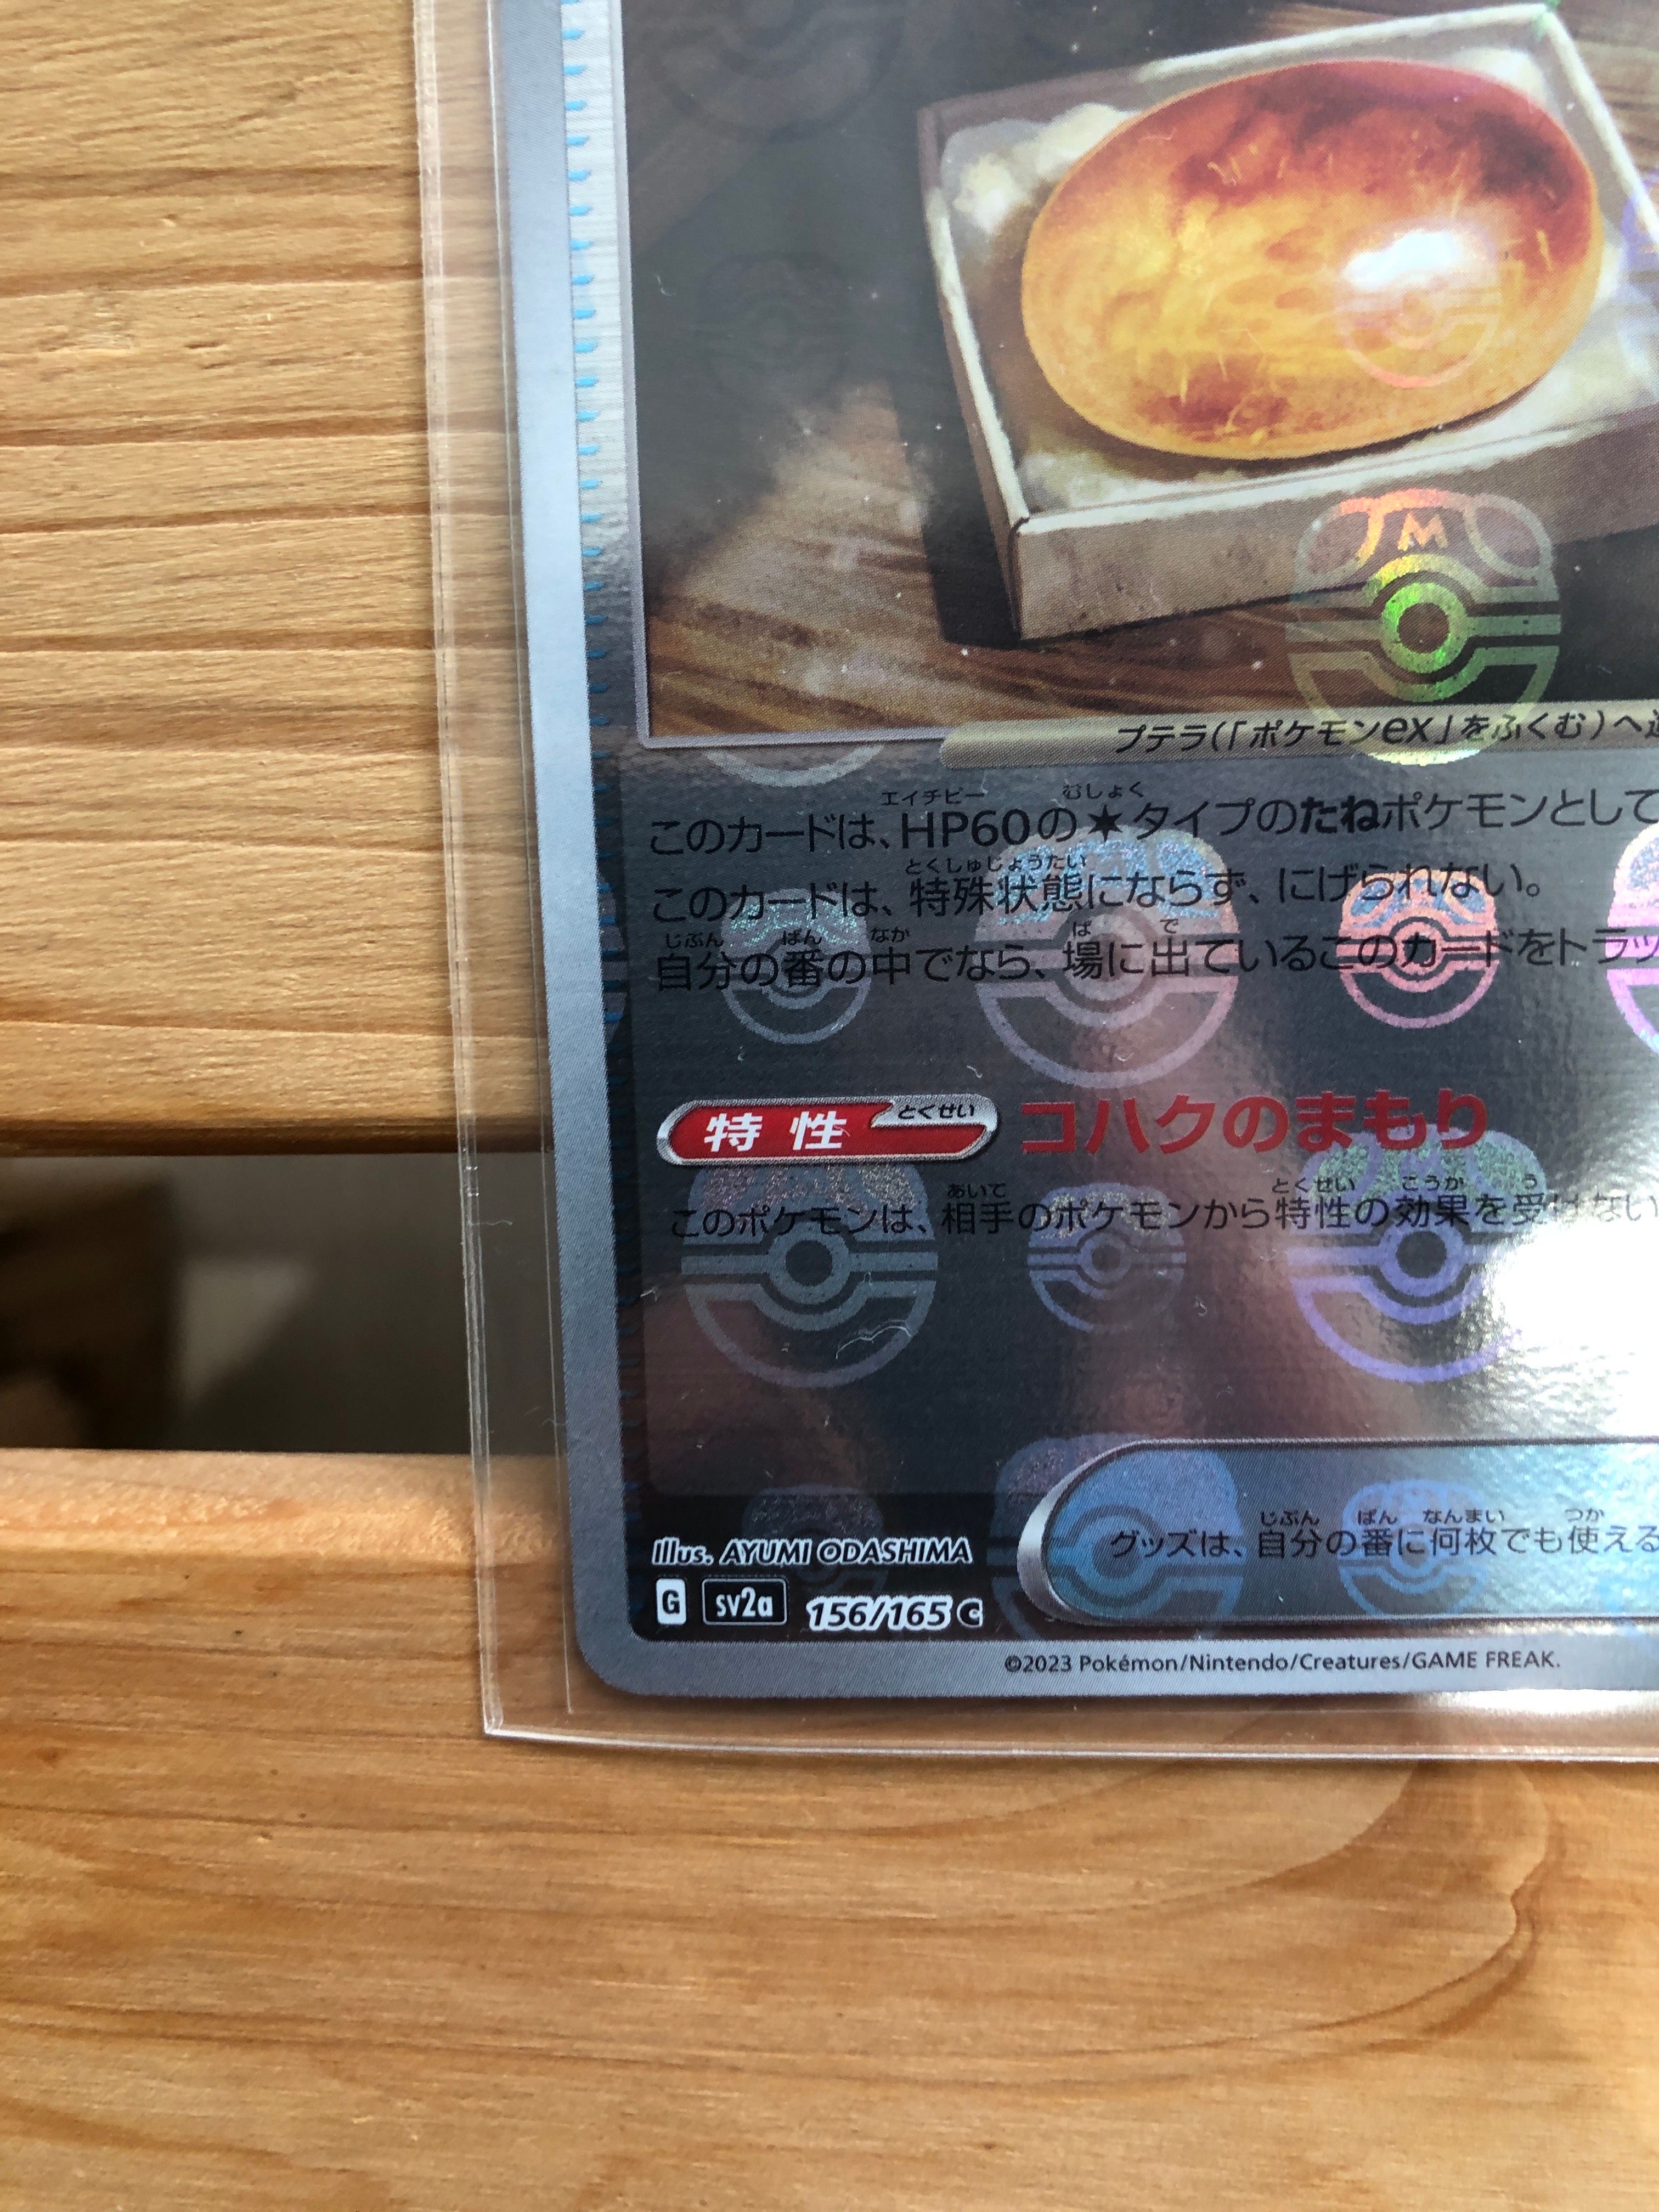 プテラ(「ポケモンex」をふくむ)へ進
エイチピー むしょく
このカードは、HP60のタイプのたねポケモンとして
とくしゅじょうたい
このカードは、特殊状態にならず、にげられない。
じぶん ばん なか ば で
自分の番の中でなら、場に出ているこのカードをトラッ
特性 とくせい コハクのまもり
あいて とくせい こうか う
このポケモンは、相手のポケモンから特性の効果を受けない
じぶん ばん なんまい つか
グッズは、自分の番に何枚でも使える
Illus. AYUMI ODASHIMA
G sv2a 156/165 C
©2023 Pokémon/Nintendo/Creatures/GAME FREAK.